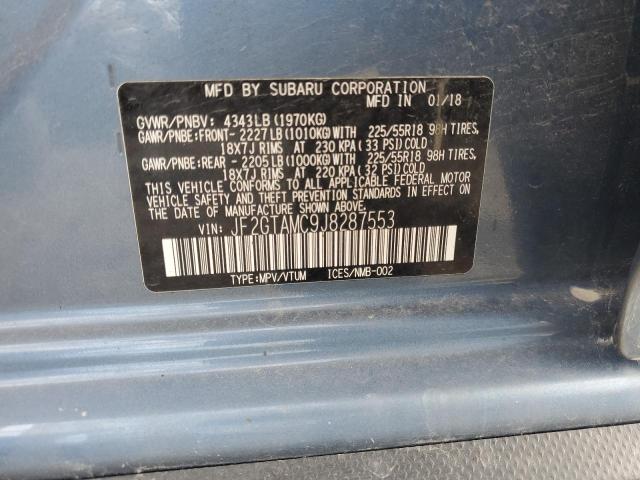 MFD BY SUBARU CORPORATION
MFD IN 01/18
GVWR/PNBV: 4343LB (1970KG)
GAWR/PNBE:FRONT- 2227LB (1010KG)WITH 225/55R18 98H TIRES,
18X7J RIMS AT 230 KPA (33 PSI)COLD
GAWR/PNBE:REAR - 2205LB (1000KG)WITH 225/55R18 98H TIRES,
18X7J RIMS AT 220 KPA (32 PSI)COLD
THIS VEHICLE CONFORMS TO ALL APPLICABLE FEDERAL MOTOR
VEHICLE SAFETY AND THEFT PREVENTION STANDARDS IN EFFECT ON
THE DATE OF MANUFACTURE SHOWN ABOVE.
VIN: JF2GTAMC9J8287553
TYPE:MPV/VTUM ICES/NMB-002